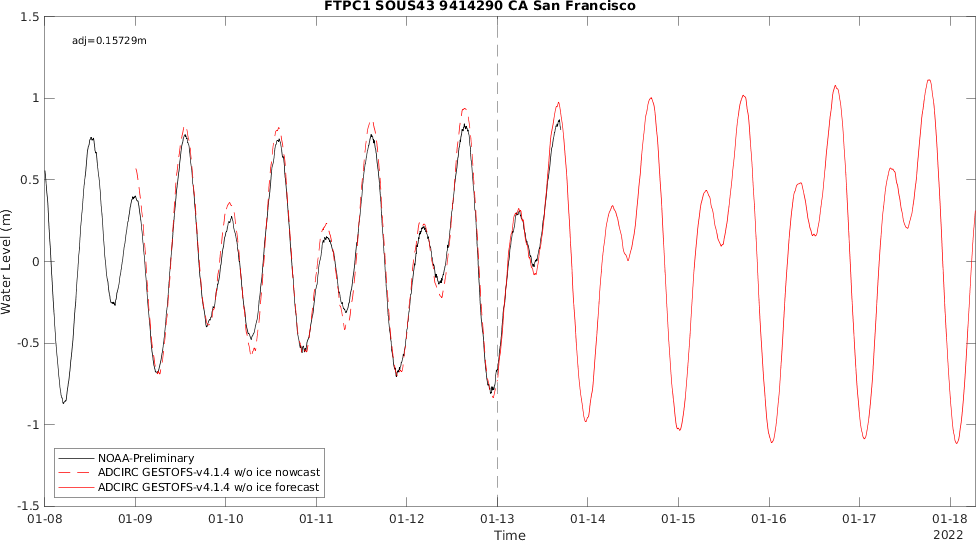 FTPC1 SOUS43 9414290 CA San Francisco
1.5
adj=0.15729m
1
0.5
0
-0.5
-1
-1.5
Water Level (m)
NOAA-Preliminary
ADCIRC GESTOFS-v4.1.4 w/o ice nowcast
ADCIRC GESTOFS-v4.1.4 w/o ice forecast
01-08 01-09 01-10 01-11 01-12 01-13 01-14 01-15 01-16 01-17 01-18
Time
2022